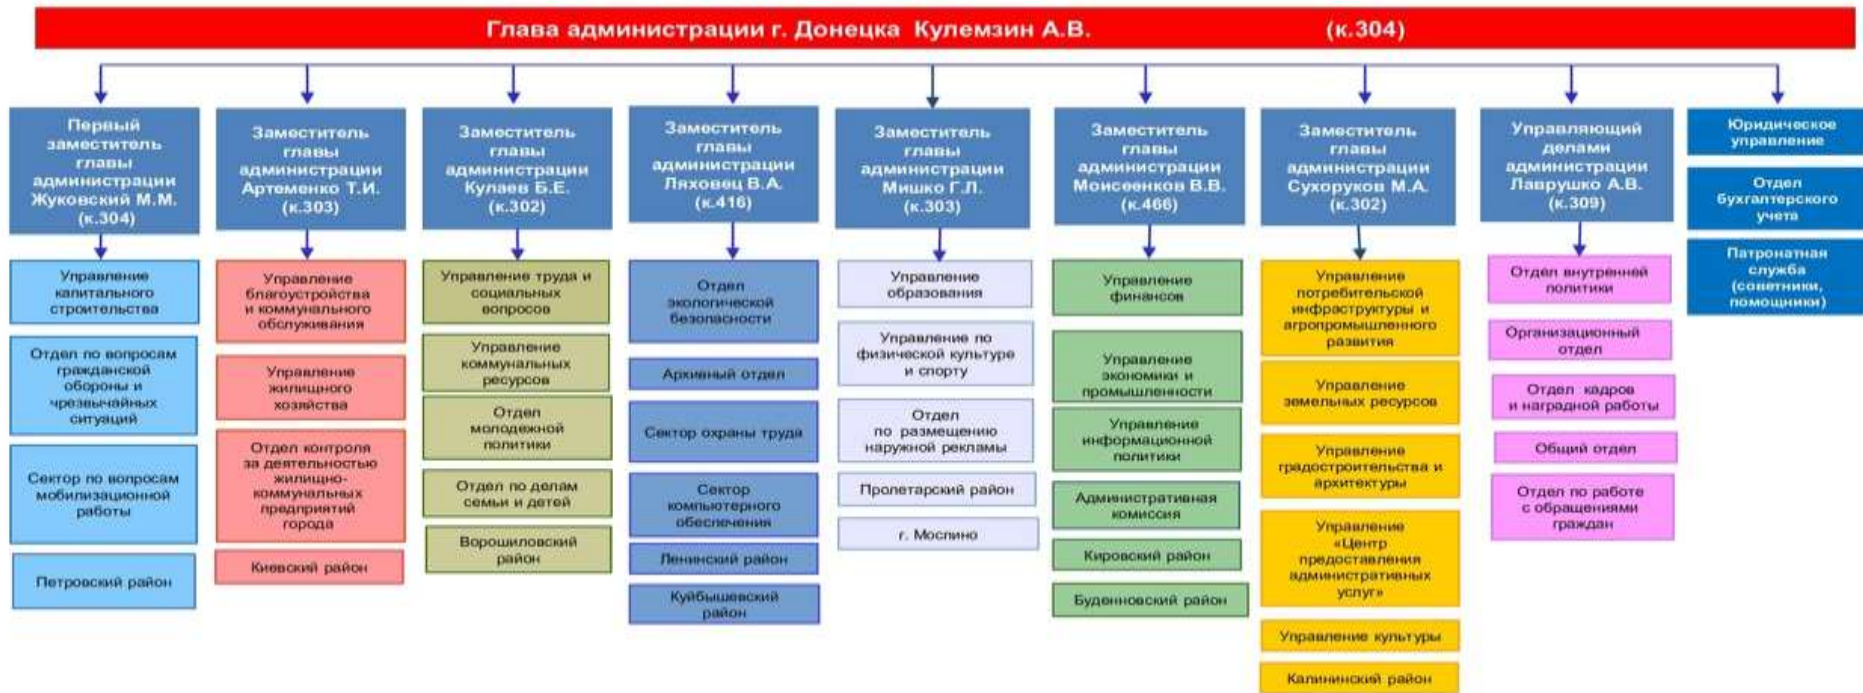 Глава администрации г. Донецка Кулемзин А.В. (к.304)
Первый
заместитель
главы
администрации
Жуковский М.М.
(к.304)
Управление
капитального
строительства
Отдел по вопросам
гражданской
обороны и
чрезвычайных
ситуаций
Сектор по вопросам
мобилизационной
работы
Петровский район
Заместитель
главы
администрации
Артеменко Т.И.
(к.303)
Управление
благоустройства
и коммунального
обслуживания
Управление
жилищного
хозяйства
Отдел контроля
за деятельностью
жилищно-
коммунальных
предприятий
города
Киевский район
Заместитель
главы
администрации
Кулаев Б.Е.
(к.302)
Управление труда и
социальных
вопросов
Управление
коммунальных
ресурсов
Отдел
молодежной
политики
Отдел по делам
семьи и детей
Ворошиловский
район
Заместитель
главы
администрации
Ляховец В.А.
(к.416)
Отдел
экологической
безопасности
Архивный отдел
Сектор охраны труда
Сектор
компьютерного
обеспечения
Ленинский район
Куйбышевский
район
Заместитель
главы
администрации
Мишко Г.Л.
(к.303)
Управление
образования
Управление по
физической культуре
и спорту
Отдел
по размещению
наружной рекламы
Пролетарский район
г. Моспино
Заместитель
главы
администрации
Моисеенков В.В.
(к.466)
Управление
финансов
Управление
экономики и
промышленности
Управление
информационной
политики
Административная
комиссия
Кировский район
Буденновский район
Заместитель
главы
администрации
Сухоруков М.А.
(к.302)
Управление
потребительской
инфраструктуры и
агропромышленного
развития
Управление
земельных ресурсов
Управление
градостроительства и
архитектуры
Управление
«Центр
предоставления
административных
услуг»
Управление культуры
Калининский район
Управляющий
делами
администрации
Лаврушко А.В.
(к.309)
Отдел внутренней
политики
Организационный
отдел
Отдел кадров
и наградной работы
Общий отдел
Отдел по работе
с обращениями
граждан
Юридическое
управление
Отдел
бухгалтерского
учета
Патронатная
служба
(советники,
помощники)